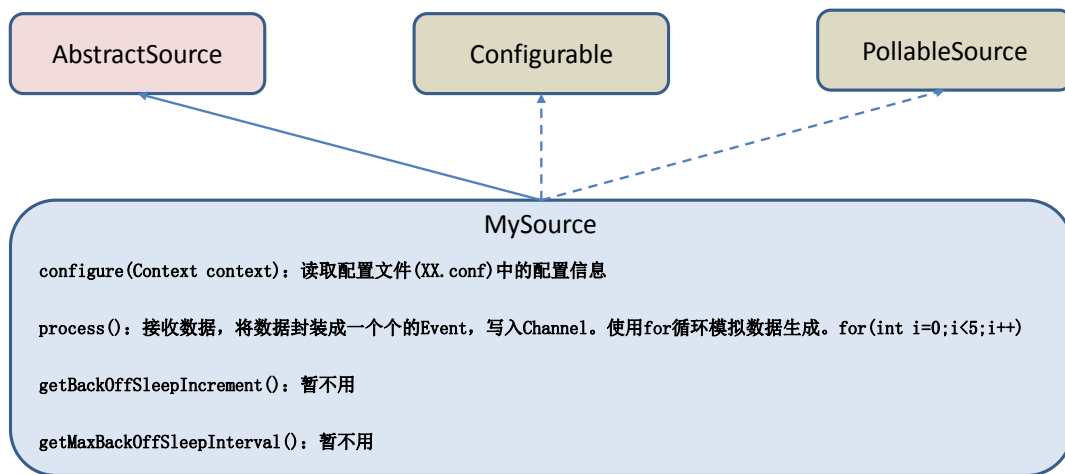 AbstractSource
Configurable
PollableSource
MySource
configure(Context context)：读取配置文件(XX.conf)中的配置信息
process()：接收数据，将数据封装成一个个的Event，写入Channel。使用for循环模拟数据生成。for(int i=0;i<5;i++)
getBackOffSleepIncrement()：暂不用
getMaxBackOffSleepInterval()：暂不用